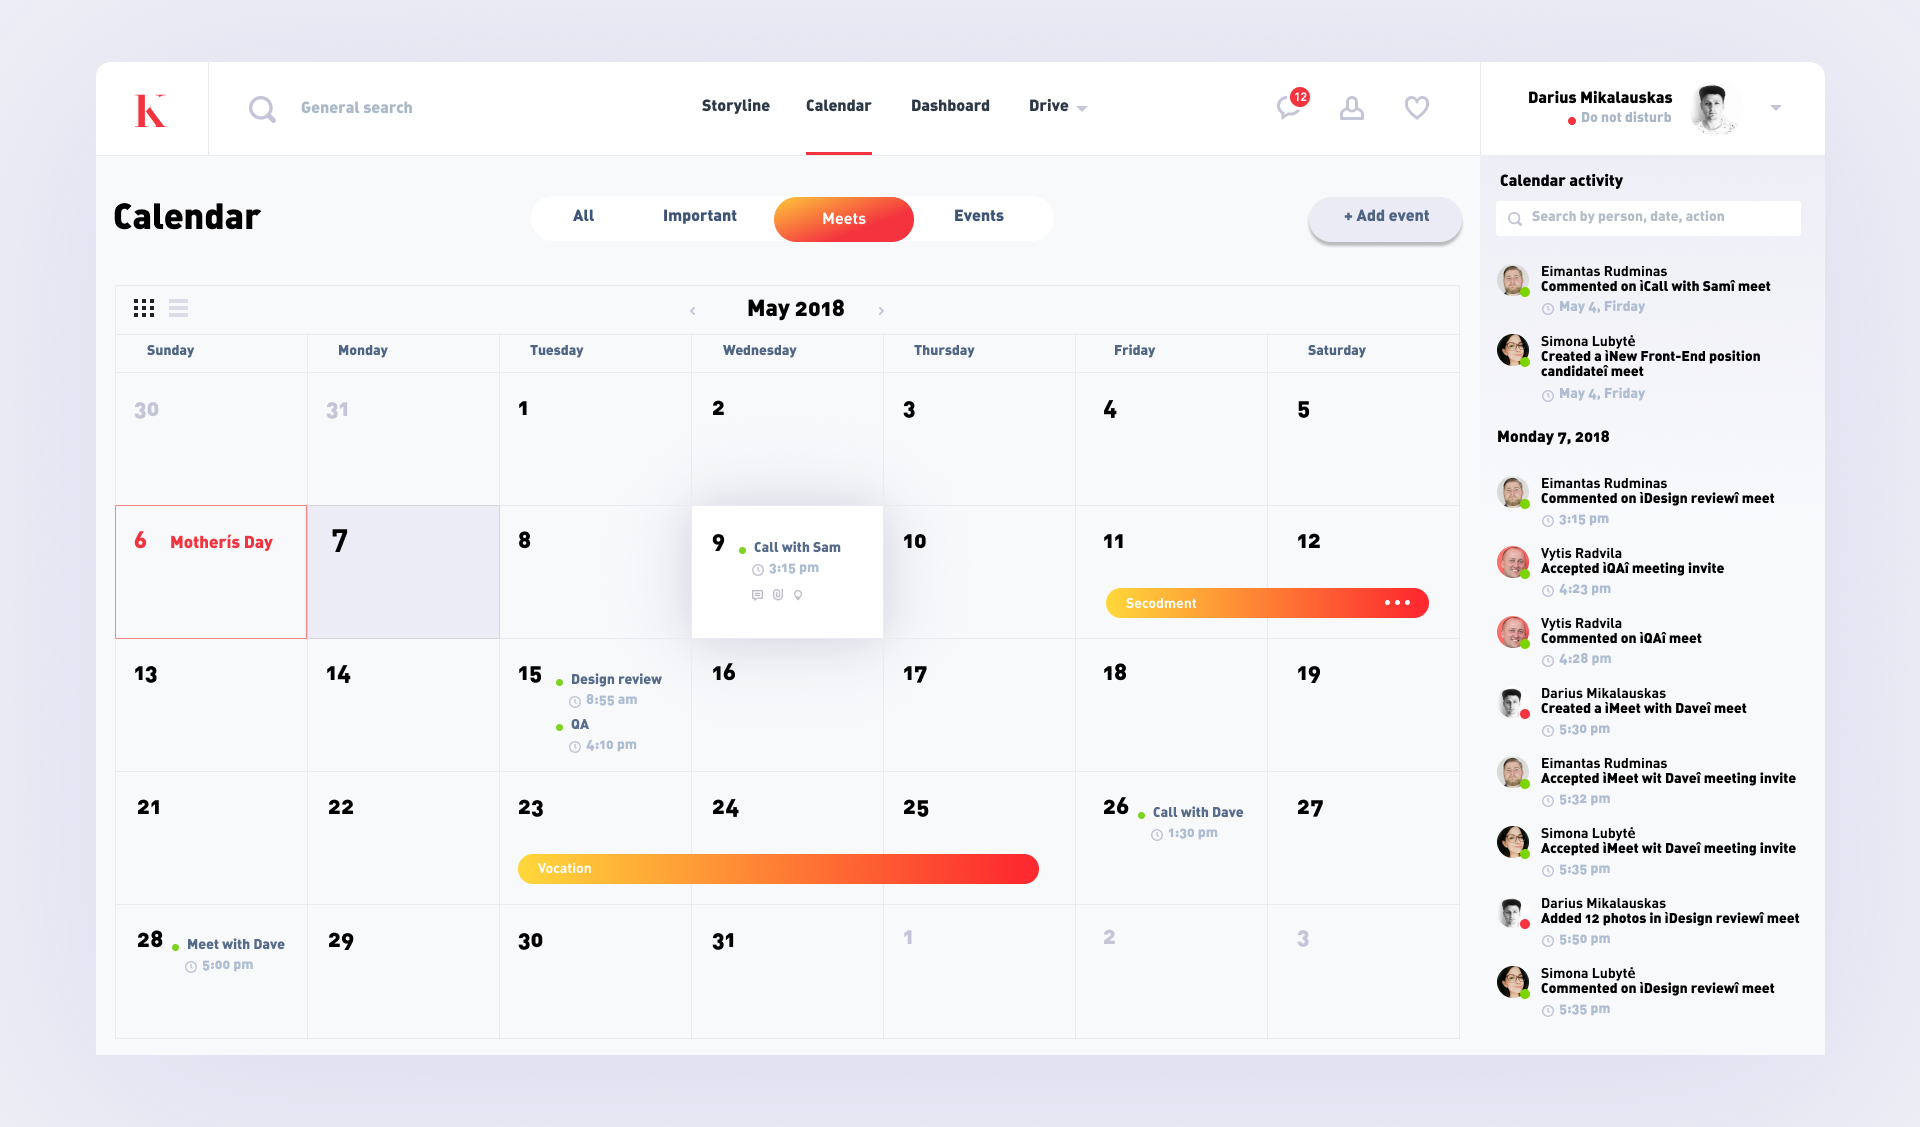 K
General search
Storyline
Calendar
Dashboard
Drive
12
Darius Mikalauskas
Do not disturb
Calendar
All
Important
Meets
Events
+ Add event
May 2018
Sunday
Monday
Tuesday
Wednesday
Thursday
Friday
Saturday
30
31
1
2
3
4
5
6 Motherís Day
7
8
9 Call with Sam
3:15 pm
10
11
12
Secodment
13
14
15 Design review
8:55 am
QA
4:10 pm
16
17
18
19
21
22
23
24
25
26 Call with Dave
1:30 pm
27
Vocation
28 Meet with Dave
5:00 pm
29
30
31
1
2
3
Calendar activity
Search by person, date, action
Eimantas Rudminas
Commented on ìCall with Samî meet
May 4, Firday
Simona Lubytė
Created a ìNew Front-End position
candidateî meet
May 4, Friday
Monday 7, 2018
Eimantas Rudminas
Commented on ìDesign reviewî meet
3:15 pm
Vytis Radvila
Accepted ìQAî meeting invite
4:23 pm
Vytis Radvila
Commented on ìQAî meet
4:28 pm
Darius Mikalauskas
Created a ìMeet with Daveî meet
5:30 pm
Eimantas Rudminas
Accepted ìMeet wit Daveî meeting invite
5:32 pm
Simona Lubytė
Accepted ìMeet wit Daveî meeting invite
5:35 pm
Darius Mikalauskas
Added 12 photos in ìDesign reviewî meet
5:50 pm
Simona Lubytė
Commented on ìDesign reviewî meet
5:35 pm